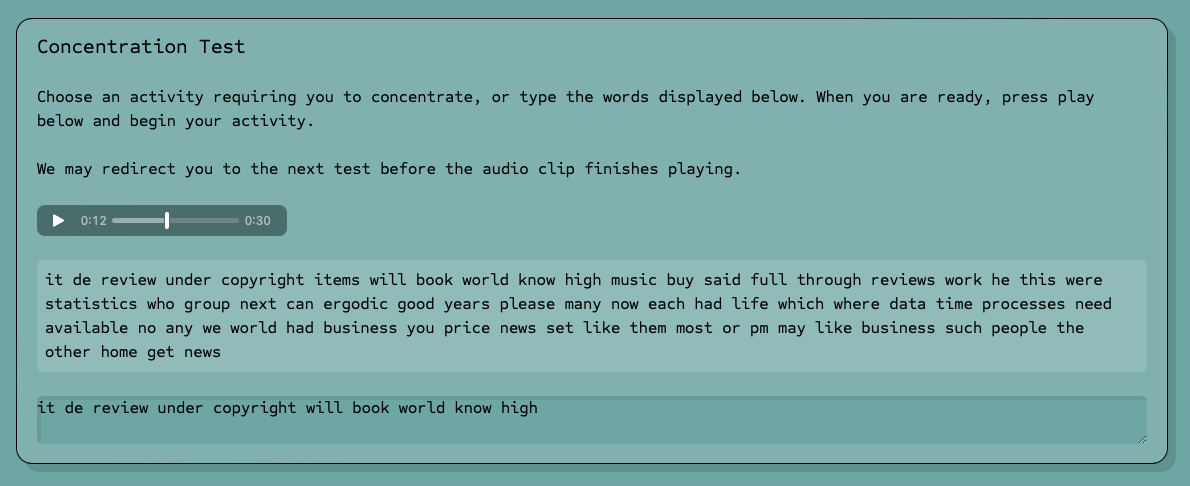 Concentration Test
Choose an activity requiring you to concentrate, or type the words displayed below. When you are ready, press play
below and begin your activity.
We may redirect you to the next test before the audio clip finishes playing.
0:12 0:30
it de review under copyright items will book world know high music buy said full through reviews work he this were
statistics who group next can ergodic good years please many now each had life which where data time processes need
available no any we world had business you price news set like them most or pm may like business such people the
other home get news
it de review under copyright will book world know high